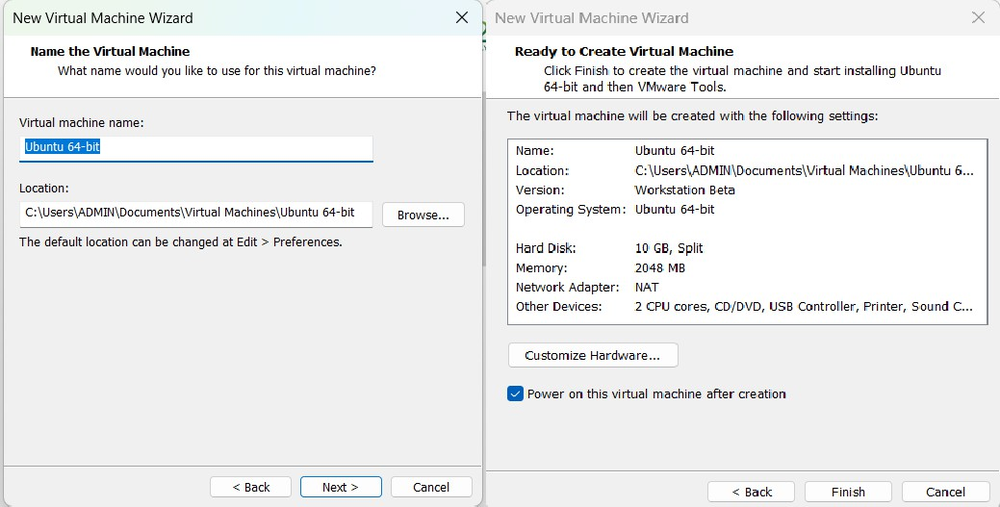 New Virtual Machine Wizard
Name the Virtual Machine
What name would you like to use for this virtual machine?
Virtual machine name:
Ubuntu 64-bit
Location:
C:\Users\ADMIN\Documents\Virtual Machines\Ubuntu 64-bit
Browse...
The default location can be changed at Edit > Preferences.
< Back
Next >
Cancel
New Virtual Machine Wizard
Ready to Create Virtual Machine
Click Finish to create the virtual machine and start installing Ubuntu
64-bit and then VMware Tools.
The virtual machine will be created with the following settings:
Name: Ubuntu 64-bit
Location: C:\Users\ADMIN\Documents\Virtual Machines\Ubuntu 6...
Version: Workstation Beta
Operating System: Ubuntu 64-bit
Hard Disk: 10 GB, Split
Memory: 2048 MB
Network Adapter: NAT
Other Devices: 2 CPU cores, CD/DVD, USB Controller, Printer, Sound C...
Customize Hardware...
Power on this virtual machine after creation
< Back
Finish
Cancel